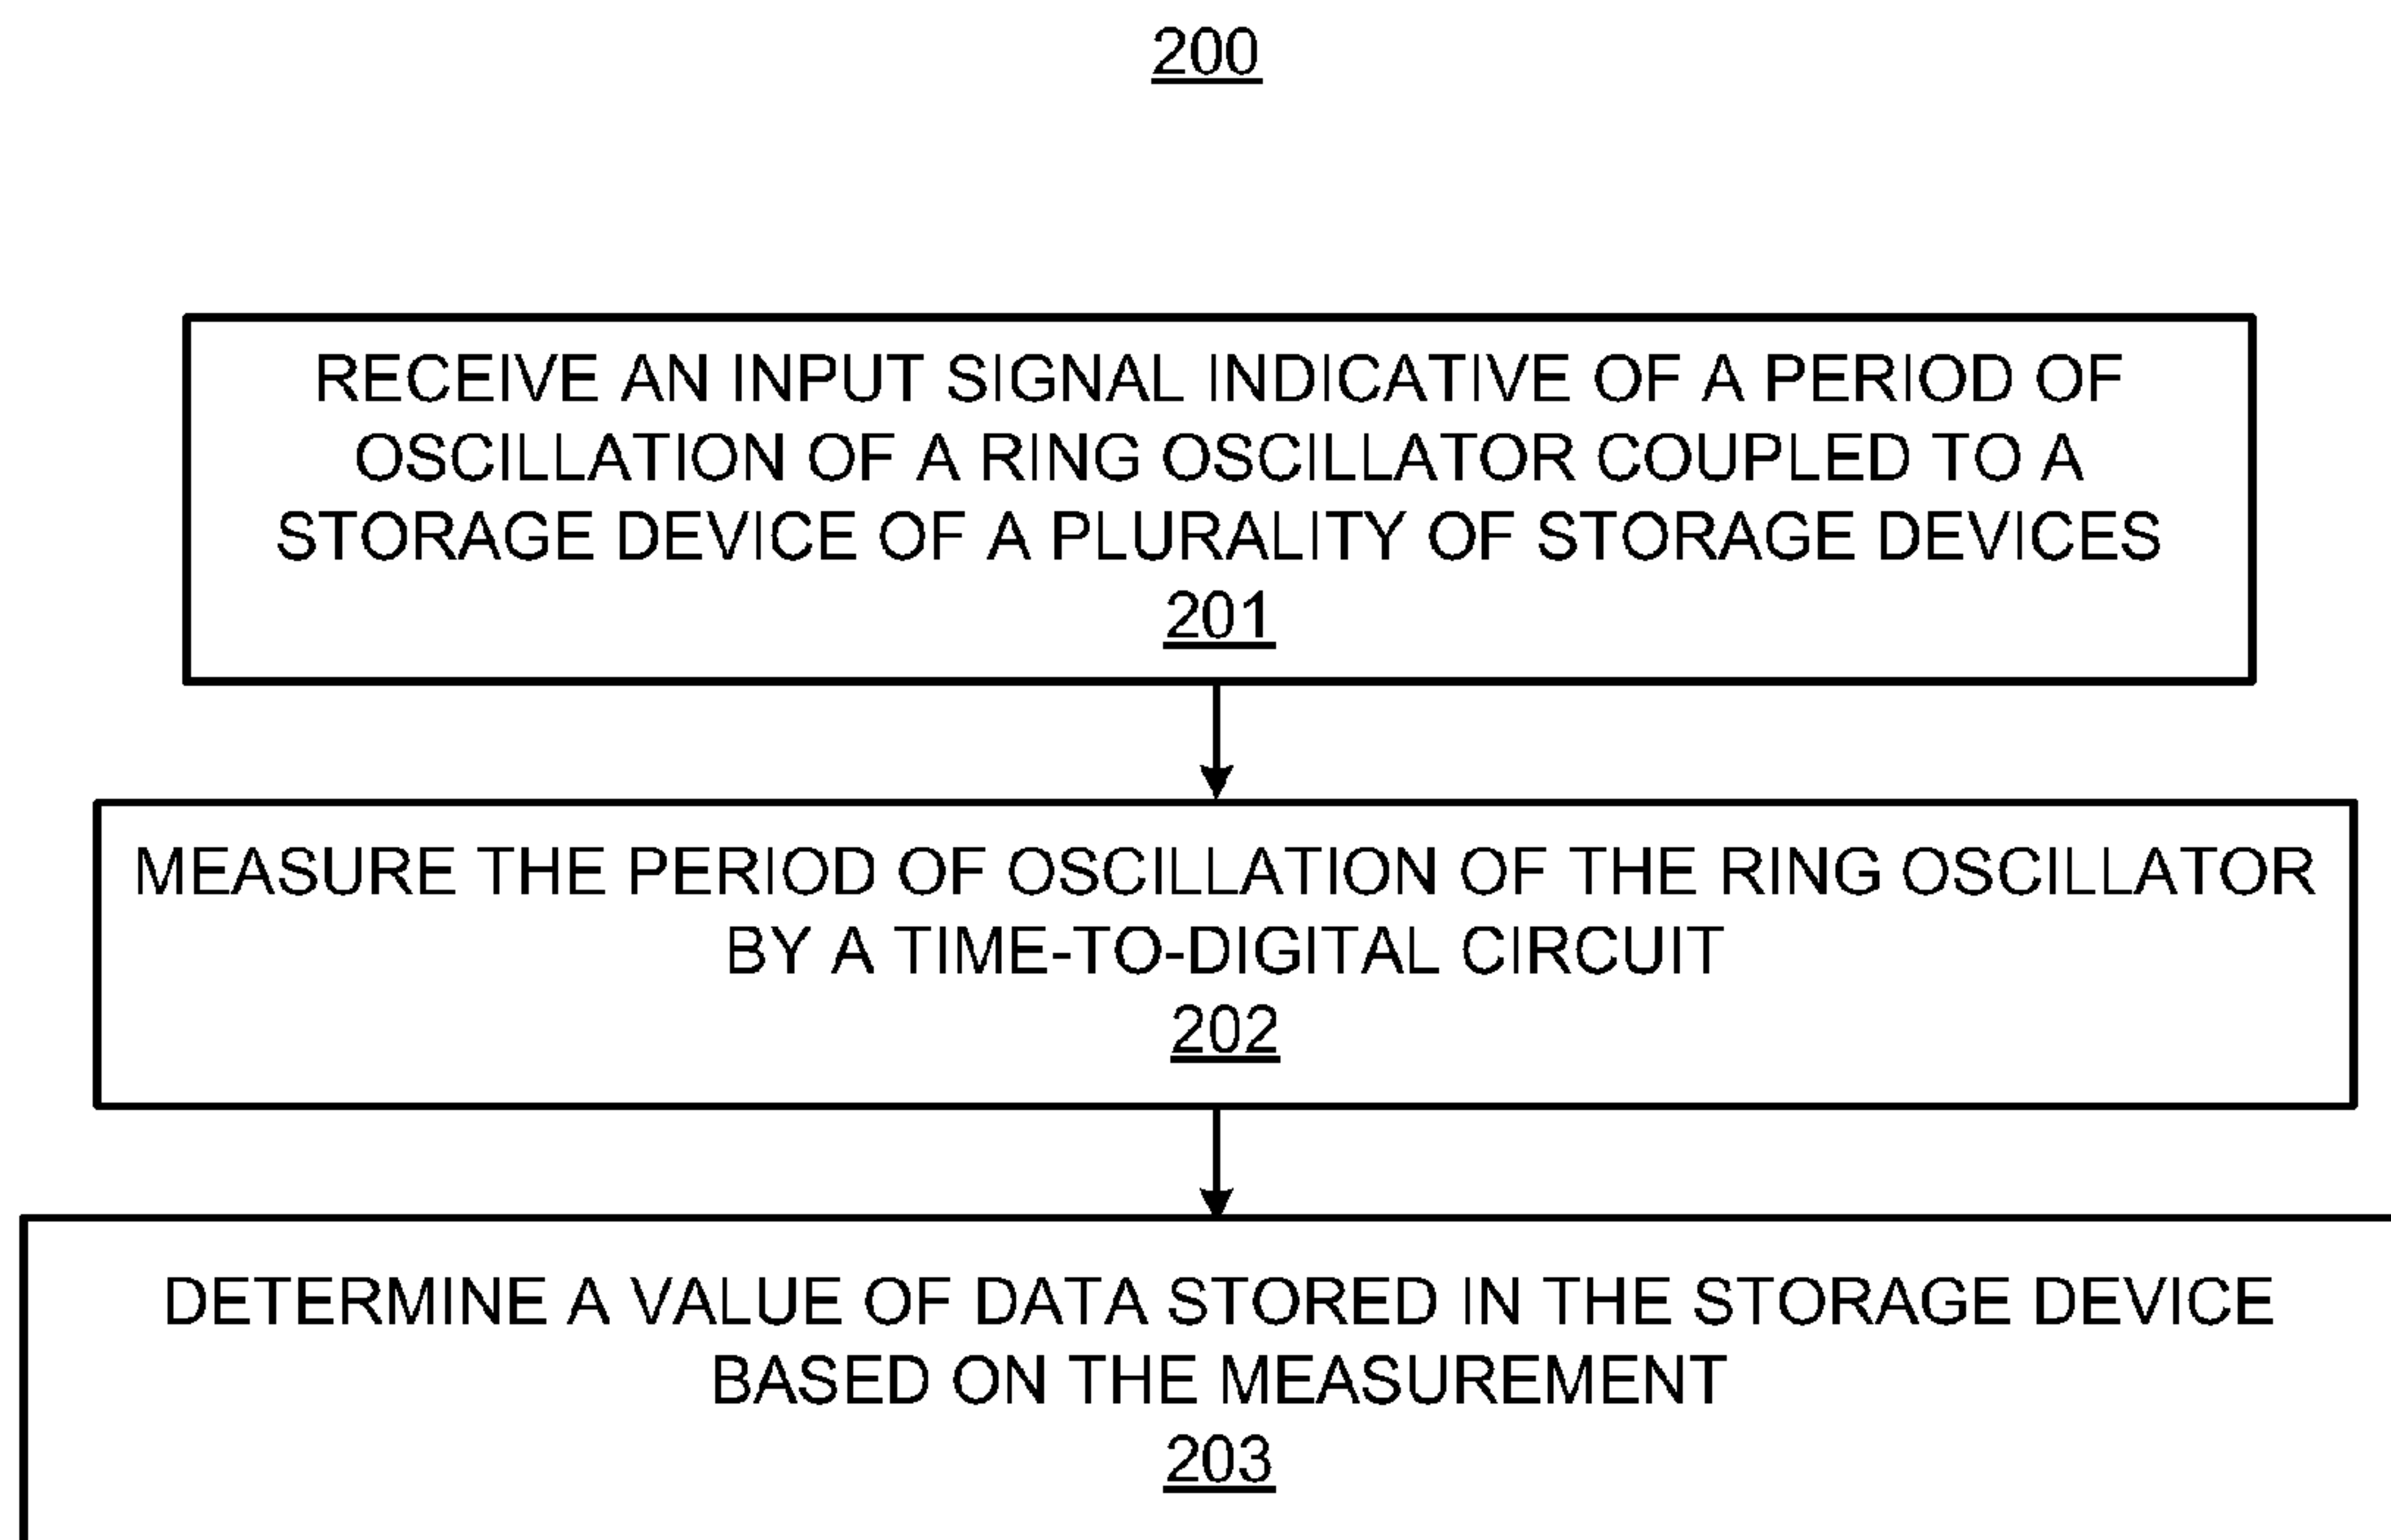 200
RECEIVE AN INPUT SIGNAL INDICATIVE OF A PERIOD OF
OSCILLATION OF A RING OSCILLATOR COUPLED TO A
STORAGE DEVICE OF A PLURALITY OF STORAGE DEVICES
201
MEASURE THE PERIOD OF OSCILLATION OF THE RING OSCILLATOR
BY A TIME-TO-DIGITAL CIRCUIT
202
DETERMINE A VALUE OF DATA STORED IN THE STORAGE DEVICE
BASED ON THE MEASUREMENT
203